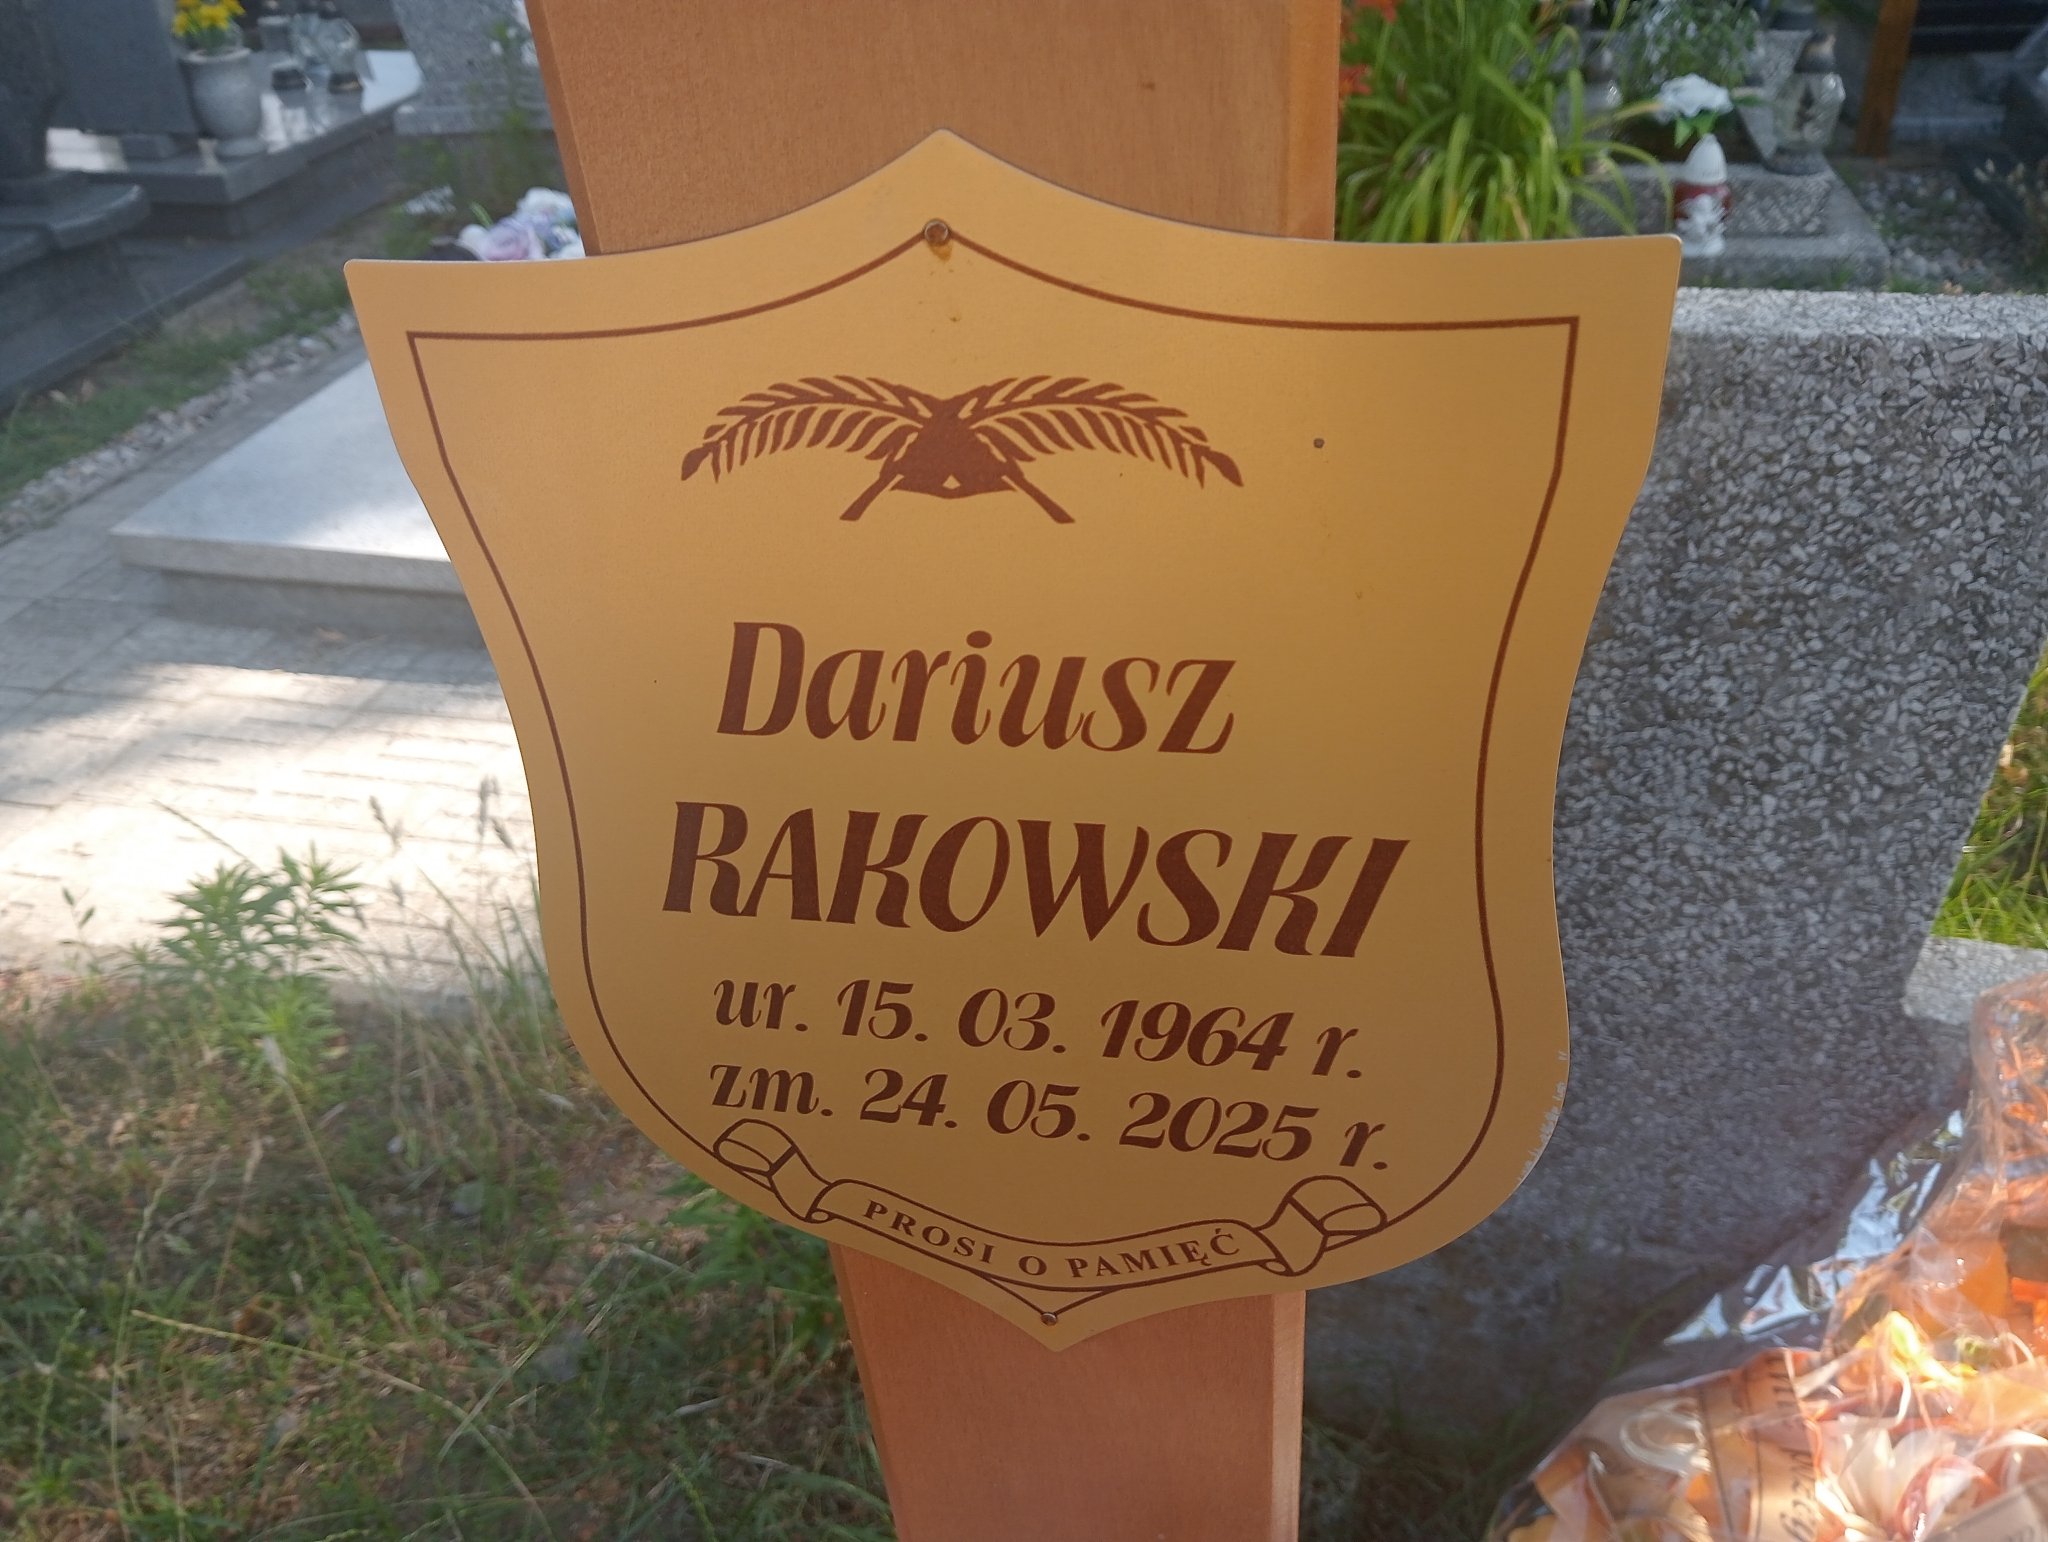 Dariusz
RAKOWSKI
ur. 15. 03. 1964 r.
zm. 24. 05. 2025 r.
PROSI O PAMIĘĆ